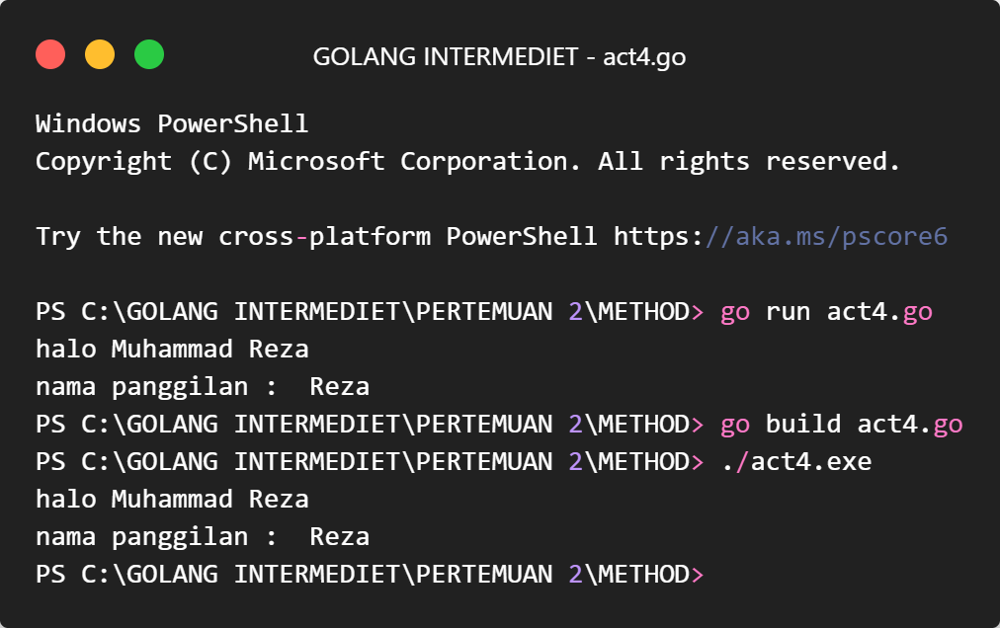 GOLANG INTERMEDIET - act4.go
Windows PowerShell
Copyright (C) Microsoft Corporation. All rights reserved.
Try the new cross-platform PowerShell https://aka.ms/pscore6
PS C:\GOLANG INTERMEDIET\PERTEMUAN 2\METHOD> go run act4.go
halo Muhammad Reza
nama panggilan :  Reza
PS C:\GOLANG INTERMEDIET\PERTEMUAN 2\METHOD> go build act4.go
PS C:\GOLANG INTERMEDIET\PERTEMUAN 2\METHOD> ./act4.exe
halo Muhammad Reza
nama panggilan :  Reza
PS C:\GOLANG INTERMEDIET\PERTEMUAN 2\METHOD>